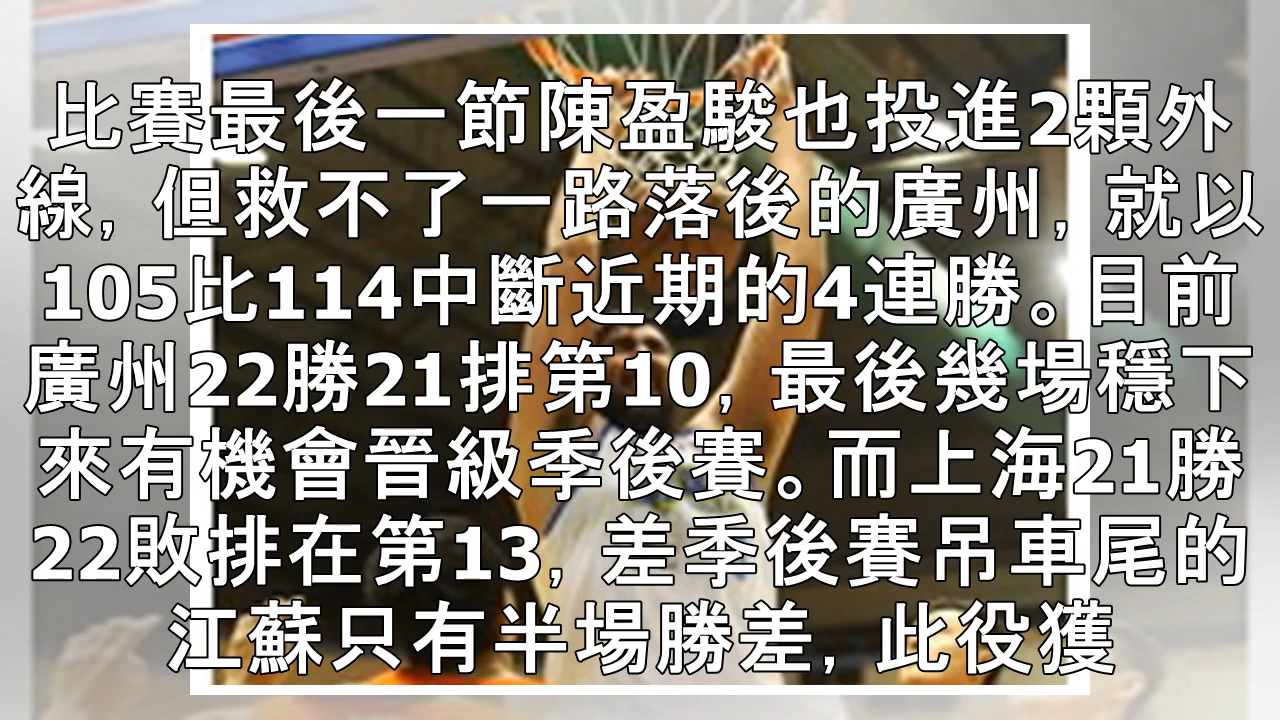 比賽最後一節陳盈駿也投進2顆外
線, 但救不了一路落後的廣州, 就以
105比114中斷近期的4連勝。目前
廣州22勝21排第10, 最後幾場穩下
來有機會晉級季後賽。而上海21勝
22敗排在第13, 差季後賽吊車尾的
江蘇只有半場勝差, 此役獲